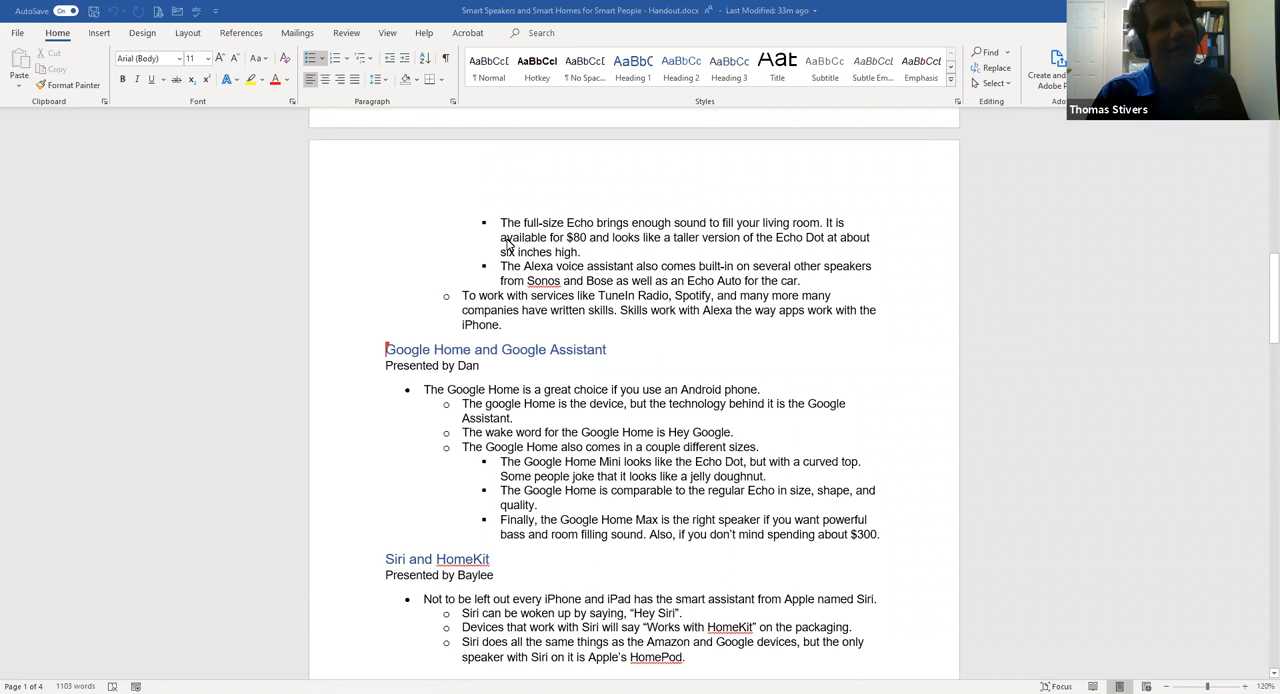 AutoSave On
Smart Speakers and Smart Homes for Smart People - Handout.docx - Last Modified: 33m ago
File Home Insert Design Layout References Mailings Review View Help Acrobat Search
Paste
Cut
Copy
Format Painter
Clipboard
Arial (Body) 11
Font
Paragraph
AaBbCcI AaBbCcI AaBbCcI AaBbC AaBbCc AaBbCc Aat AaBbCc AaBbCcI AaBbCcI
¶ Normal Hotkey ¶ No Spac... Heading 1 Heading 2 Heading 3 Title Subtitle Subtle Em... Emphasis
Styles
Find
Replace
Select
Editing
Create and
Adobe P
Ado
Thomas Stivers
▪ The full-size Echo brings enough sound to fill your living room. It is
available for $80 and looks like a taller version of the Echo Dot at about
six inches high.
▪ The Alexa voice assistant also comes built-in on several other speakers
from Sonos and Bose as well as an Echo Auto for the car.
o To work with services like TuneIn Radio, Spotify, and many more many
companies have written skills. Skills work with Alexa the way apps work with the
iPhone.
Google Home and Google Assistant
Presented by Dan
• The Google Home is a great choice if you use an Android phone.
o The google Home is the device, but the technology behind it is the Google
Assistant.
o The wake word for the Google Home is Hey Google.
o The Google Home also comes in a couple different sizes.
▪ The Google Home Mini looks like the Echo Dot, but with a curved top.
Some people joke that it looks like a jelly doughnut.
▪ The Google Home is comparable to the regular Echo in size, shape, and
quality.
▪ Finally, the Google Home Max is the right speaker if you want powerful
bass and room filling sound. Also, if you don't mind spending about $300.
Siri and HomeKit
Presented by Baylee
• Not to be left out every iPhone and iPad has the smart assistant from Apple named Siri.
o Siri can be woken up by saying, “Hey Siri”.
o Devices that work with Siri will say “Works with HomeKit” on the packaging.
o Siri does all the same things as the Amazon and Google devices, but the only
speaker with Siri on it is Apple's HomePod.
Page 1 of 4 1103 words Focus 120%